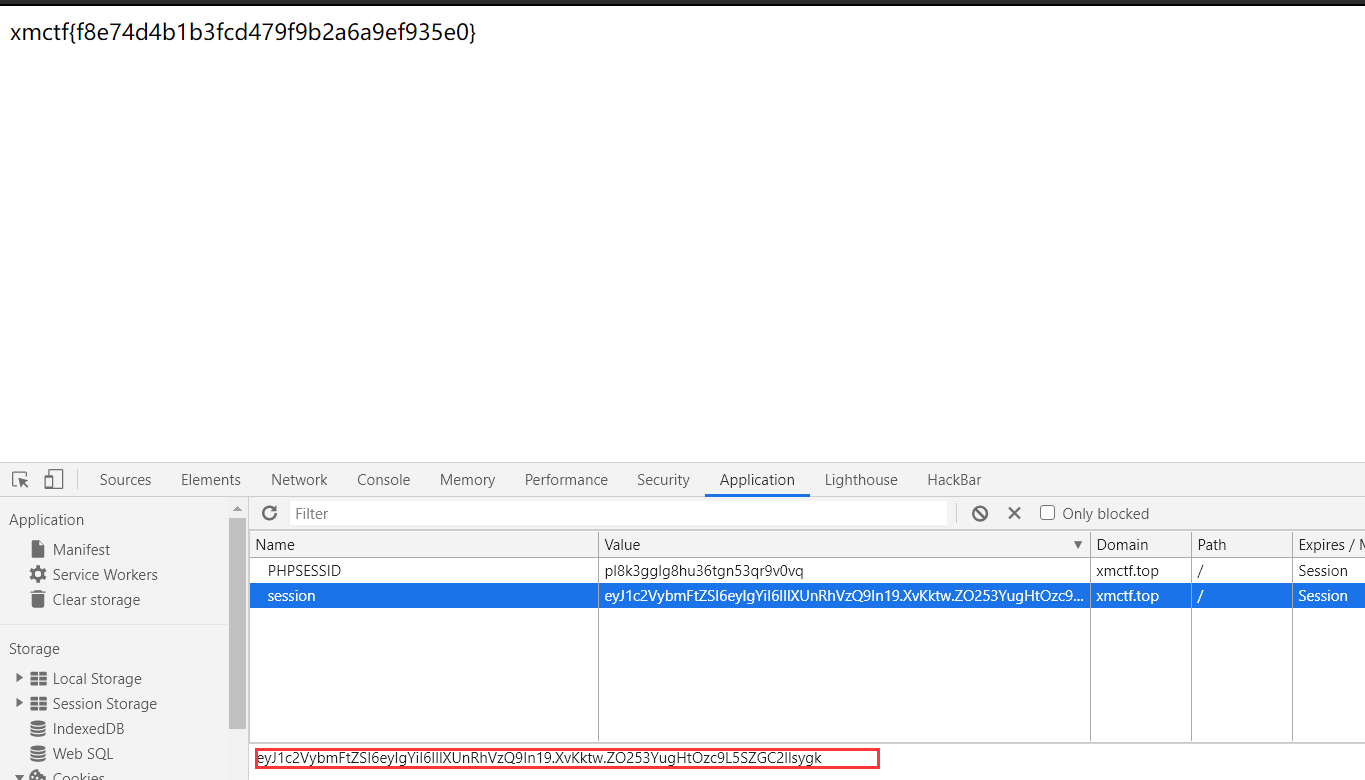 xmctf{f8e74d4b1b3fcd479f9b2a6a9ef935e0}
Sources Elements Network Console Memory Performance Security Application Lighthouse HackBar
Application
Manifest
Service Workers
Clear storage
Storage
Local Storage
Session Storage
IndexedDB
Web SQL
Cookies
Filter
Only blocked
Name Value Domain Path Expires / M
PHPSESSID pl8k3gglg8hu36tgn53qr9v0vq xmctf.top / Session
session eyJ1c2VybmFtZSI6eyIgYiI6IlIXUnRhVzQ9In19.XvKktw.ZO253YugHtOzc9... xmctf.top / Session
eyJ1c2VybmFtZSI6eyIgYiI6IlIXUnRhVzQ9In19.XvKktw.ZO253YugHtOzc9L5SZGC2Ilsygk